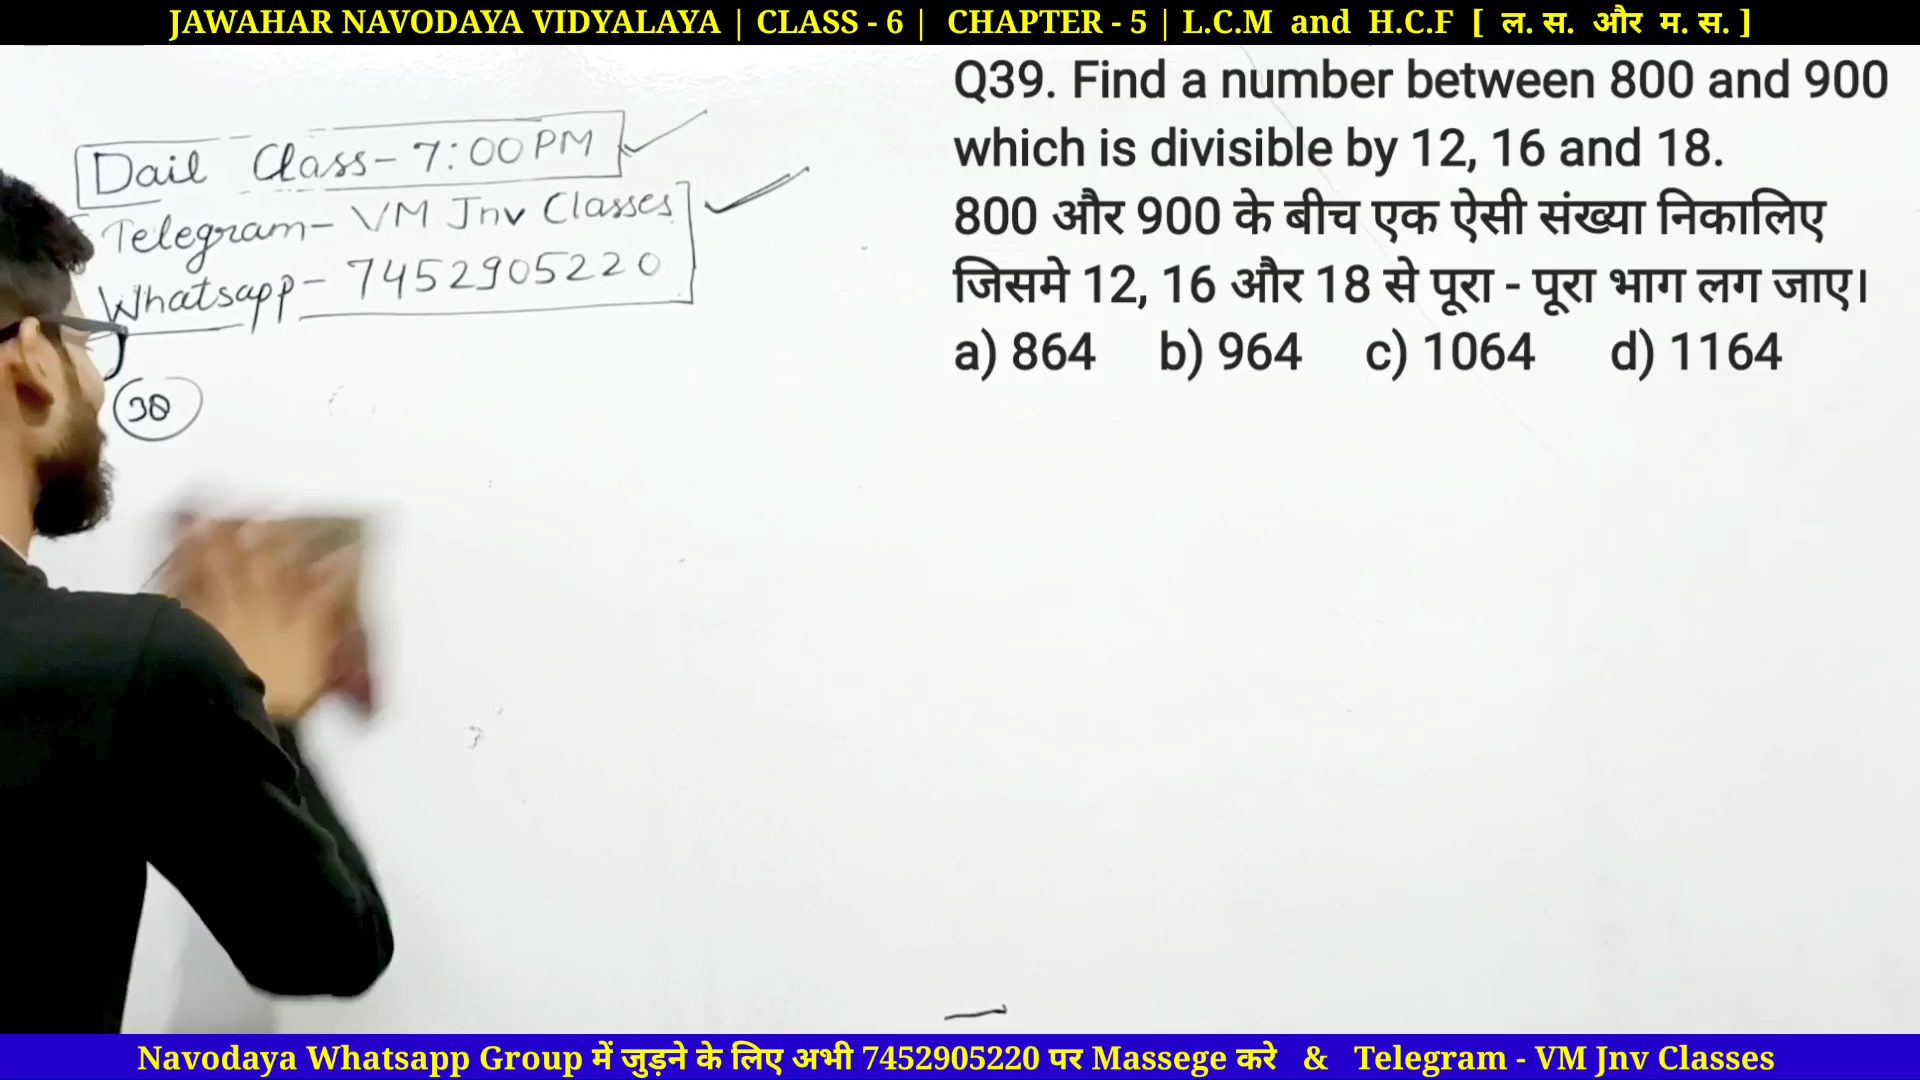 JAWAHAR NAVODAYA VIDYALAYA | CLASS - 6 | CHAPTER - 5 | L.C.M and H.C.F [ ल. स. और म. स. ]
Dail Class - 7:00 PM
Telegram - VM Jnv Classes
Whatsapp - 7452905220
38
Q39. Find a number between 800 and 900
which is divisible by 12, 16 and 18.
800 और 900 के बीच एक ऐसी संख्या निकालिए
जिसमे 12, 16 और 18 से पूरा - पूरा भाग लग जाए।
a) 864 b) 964 c) 1064 d) 1164
Navodaya Whatsapp Group में जुड़ने के लिए अभी 7452905220 पर Massege करे & Telegram - VM Jnv Classes